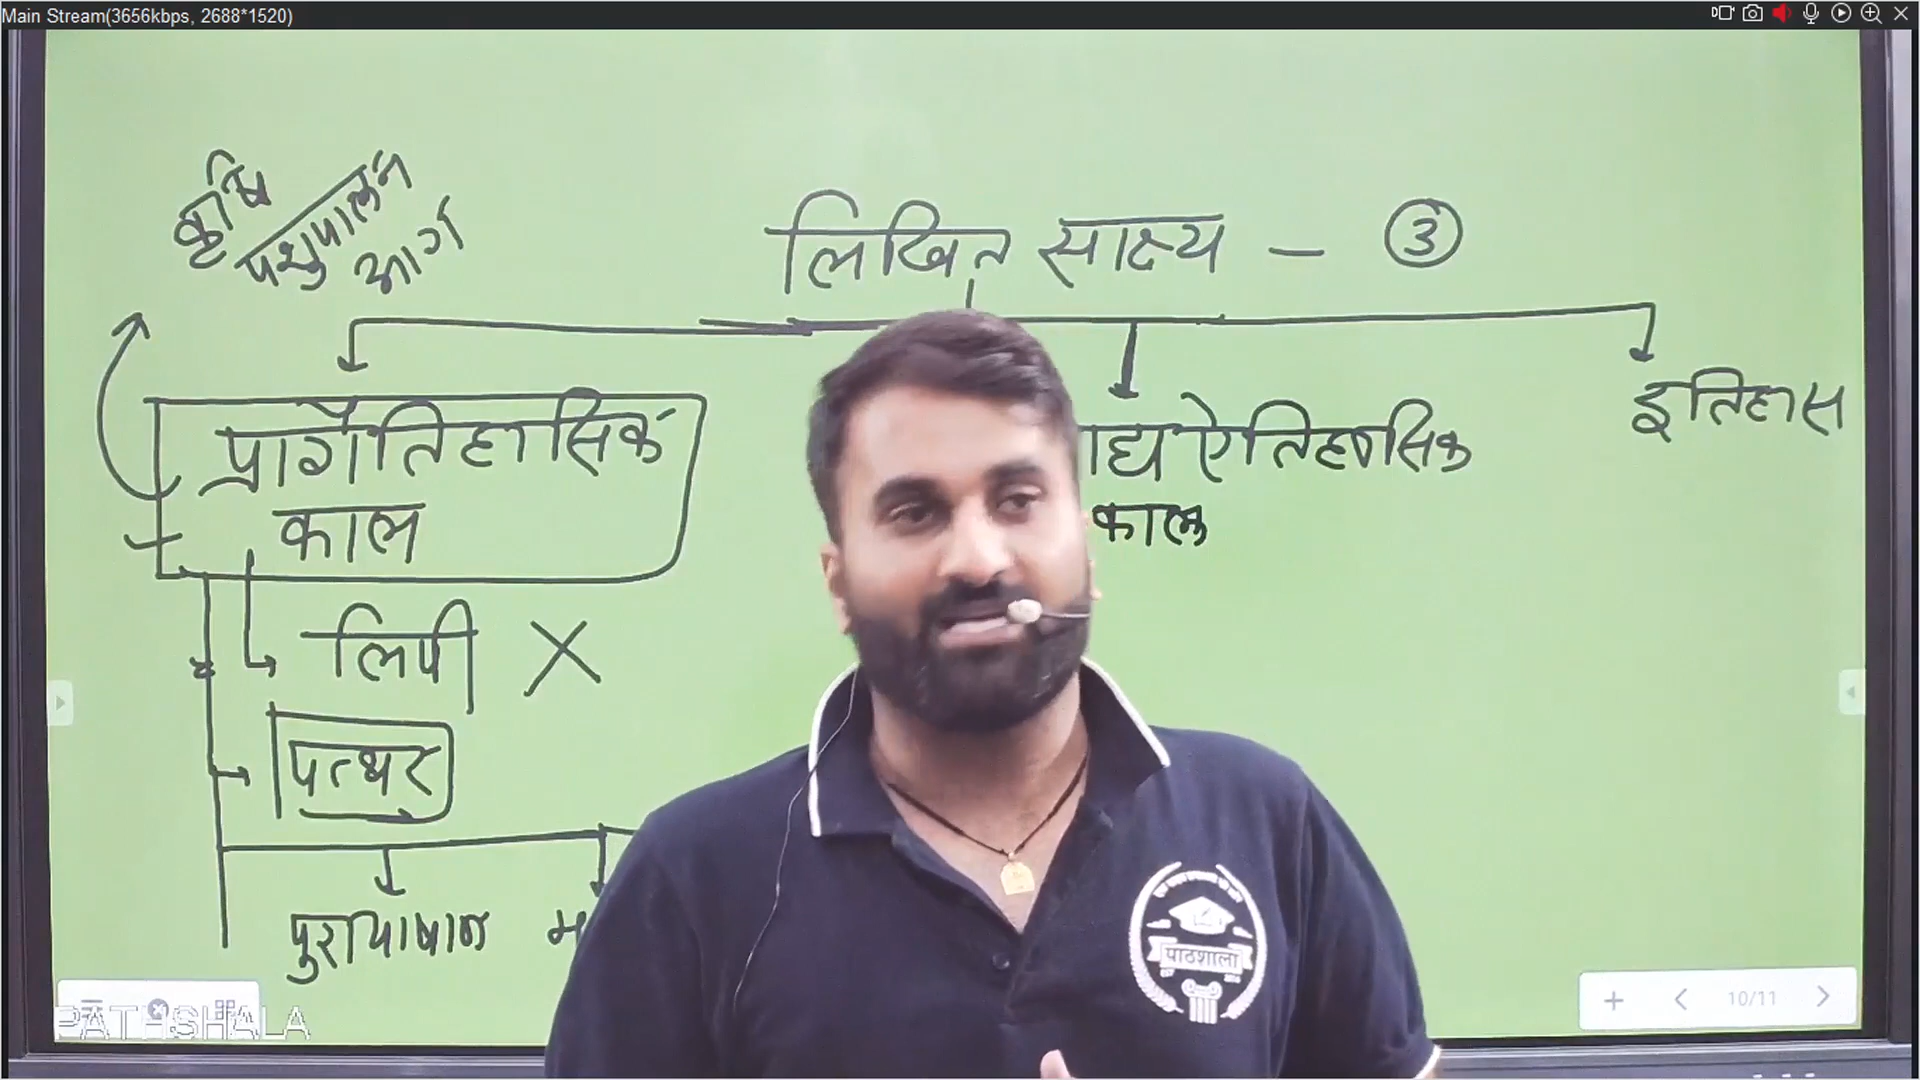 Main Stream(3656kbps, 2688*1520)
कृषि
पशुपालन
आग
लिखित साक्ष्य - ③
प्रागैतिहासिक
काल
द्य ऐतिहासिक
काल
इतिहास
लिपी X
पत्थर
पुरापाषाण
पाठशाला
PATHSHALA
10/11